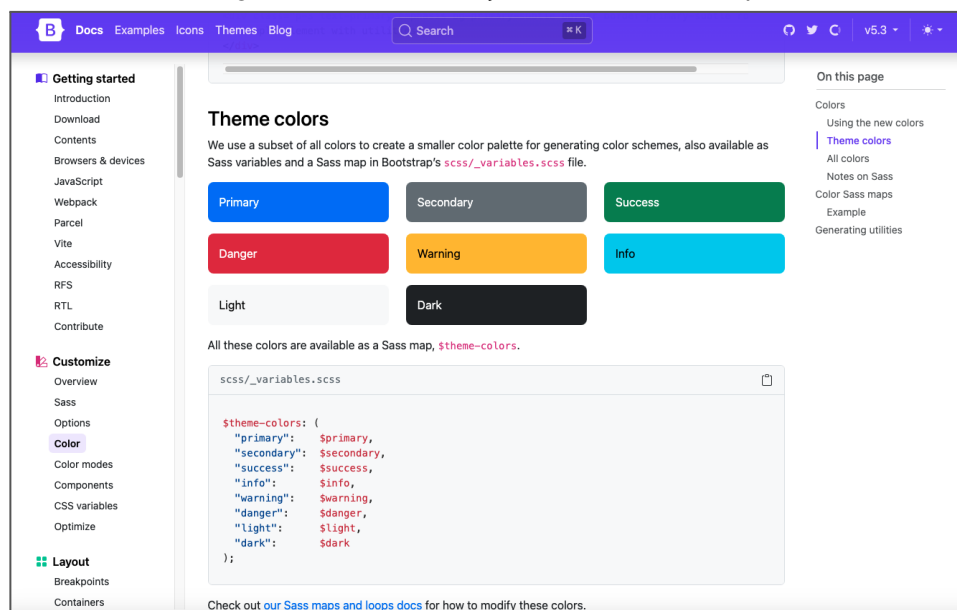 B Docs Examples Icons Themes Blog Search ⌘ K v5.3
Getting started
Introduction
Download
Contents
Browsers & devices
JavaScript
Webpack
Parcel
Vite
Accessibility
RFS
RTL
Contribute
Customize
Overview
Sass
Options
Color
Color modes
Components
CSS variables
Optimize
Layout
Breakpoints
Containers
Theme colors
We use a subset of all colors to create a smaller color palette for generating color schemes, also available as
Sass variables and a Sass map in Bootstrap's scss/_variables.scss file.
Primary Secondary Success
Danger Warning Info
Light Dark
All these colors are available as a Sass map, $theme-colors.
scss/_variables.scss
$theme-colors: (
"primary": $primary,
"secondary": $secondary,
"success": $success,
"info": $info,
"warning": $warning,
"danger": $danger,
"light": $light,
"dark": $dark
);
Check out our Sass maps and loops docs for how to modify these colors.
On this page
Colors
Using the new colors
Theme colors
All colors
Notes on Sass
Color Sass maps
Example
Generating utilities